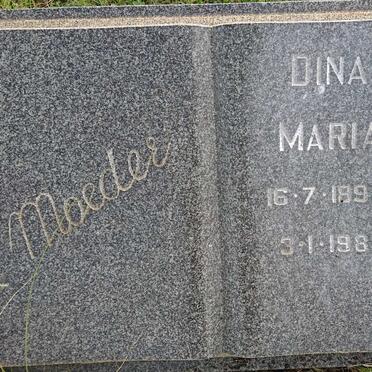 Moeder
DINA
MARIA
16·7·189
3·1·198